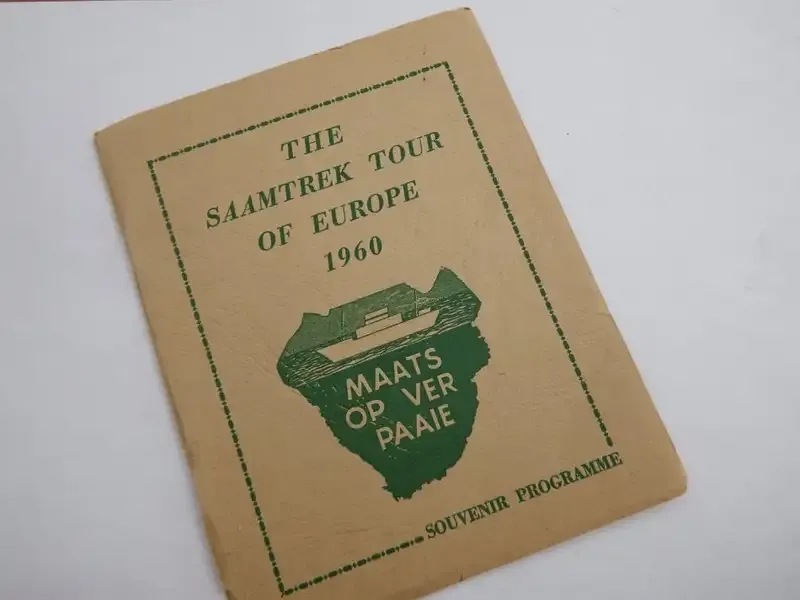 THE
SAAMTREK TOUR
OF EUROPE
1960
MAATS
OP VER
PAAIE
SOUVENIR PROGRAMME